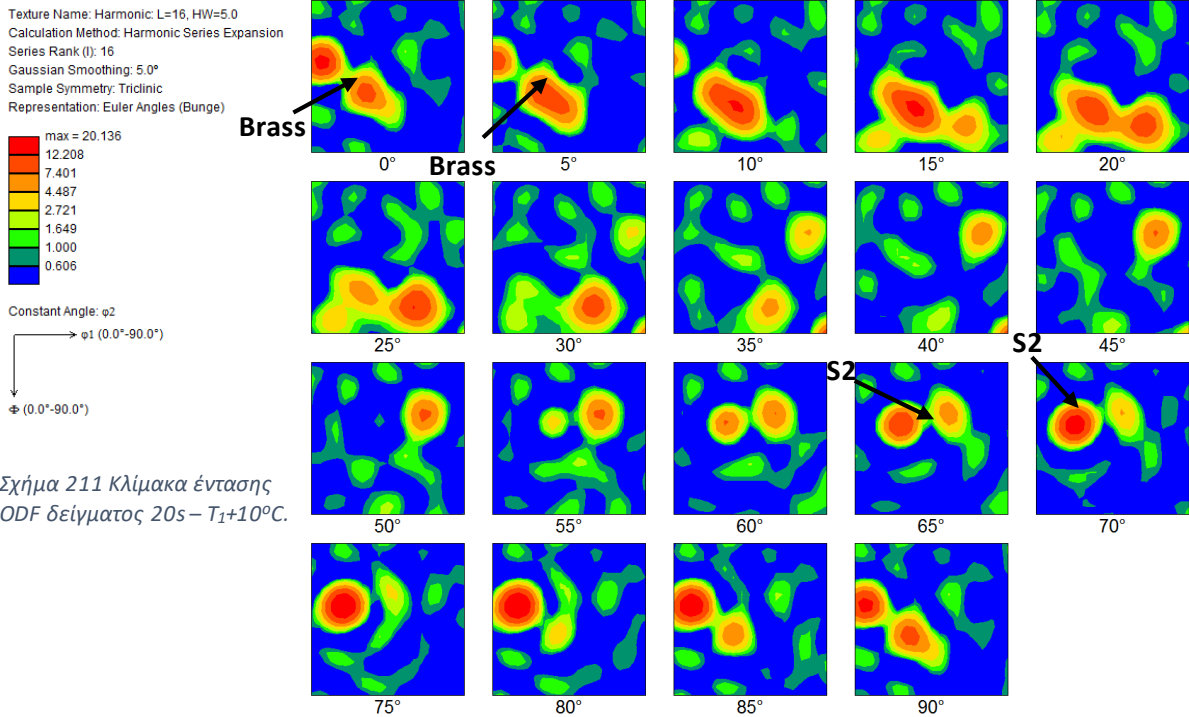 Texture Name: Harmonic: L=16, HW=5.0
Calculation Method: Harmonic Series Expansion
Series Rank (l): 16
Gaussian Smoothing: 5.0°
Sample Symmetry: Triclinic
Representation: Euler Angles (Bunge)
max = 20.136
12.208
7.401
4.487
2.721
1.649
1.000
0.606
Constant Angle: φ2
φ1 (0.0°-90.0°)
Φ (0.0°-90.0°)
Brass
Brass
0° 5° 10° 15° 20°
25° 30° 35° 40° 45°
S2
S2
50° 55° 60° 65° 70°
75° 80° 85° 90°
Σχήμα 211 Κλίμακα έντασης
ODF δείγματος 20s – T1+10°C.